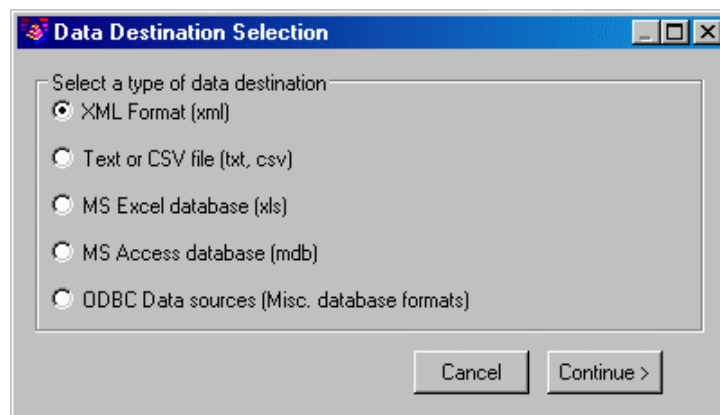 Data Destination Selection
Select a type of data destination
XML Format (xml)
Text or CSV file (txt, csv)
MS Excel database (xls)
MS Access database (mdb)
ODBC Data sources (Misc. database formats)
Cancel
Continue >